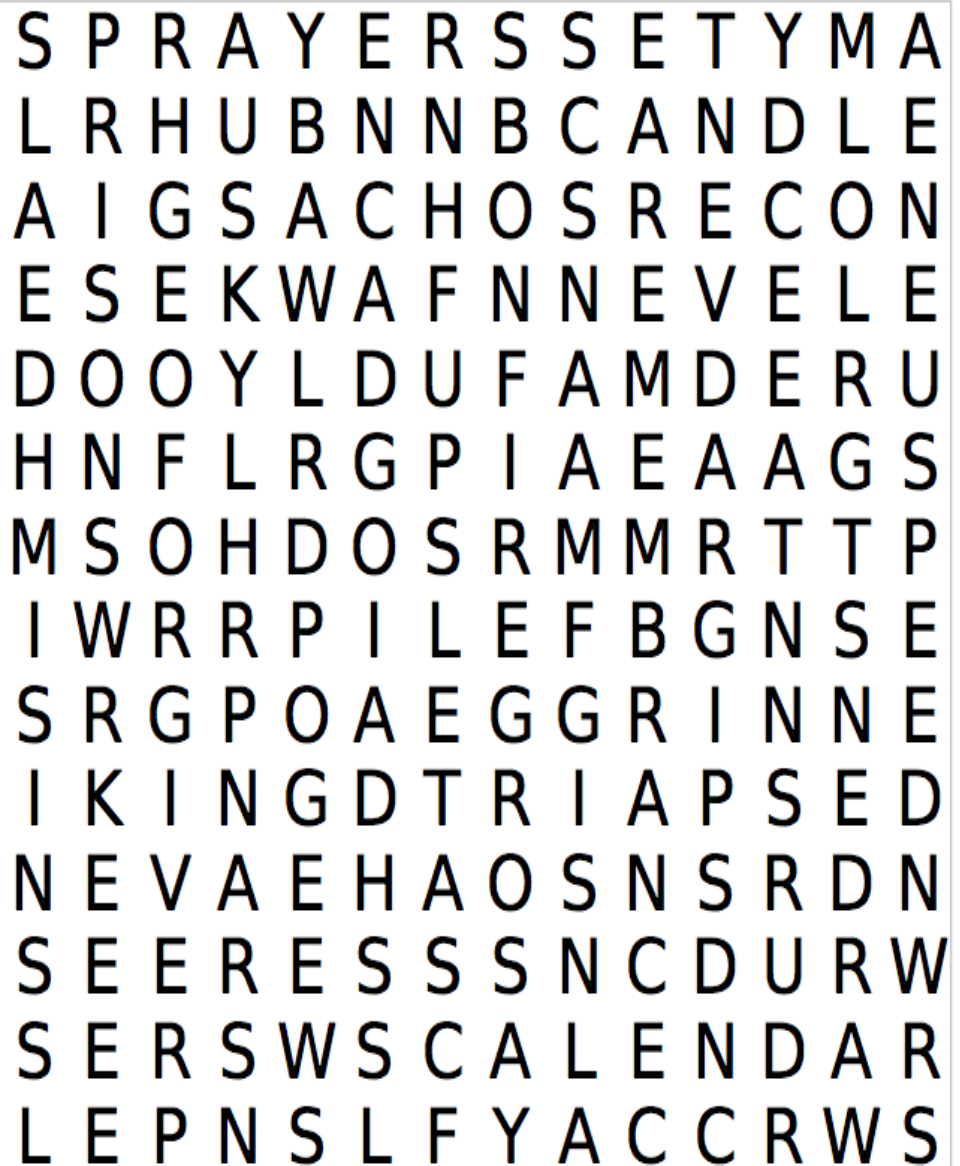 S P R A Y E R S S E T Y M A
L R H U B N N B C A N D L E
A I G S A C H O S R E C O N
E S E K W A F N N E V E L E
D O O Y L D U F A M D E R U
H N F L R G P I A E A A G S
M S O H D O S R M M R T T P
I W R R P I L E F B G N S E
S R G P O A E G G R I N N E
I K I N G D T R I A P S E D
N E V A E H A O S N S R D N
S E E R E S S S N C D U R W
S E R S W S C A L E N D A R
L E P N S L F Y A C C R W S